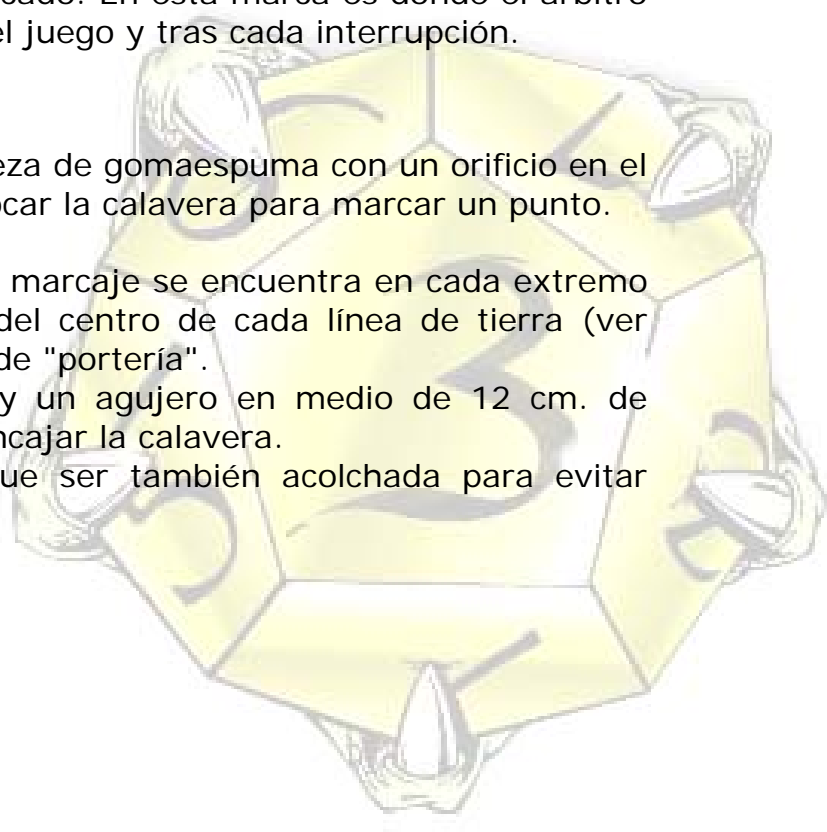 cado. En esta marca es donde el árbitro
el juego y tras cada interrupción.
eza de gomaespuma con un orificio en el
ocar la calavera para marcar un punto.
marcaje se encuentra en cada extremo
del centro de cada línea de tierra (ver
de "portería".
y un agujero en medio de 12 cm. de
ncajar la calavera.
ue ser también acolchada para evitar
3